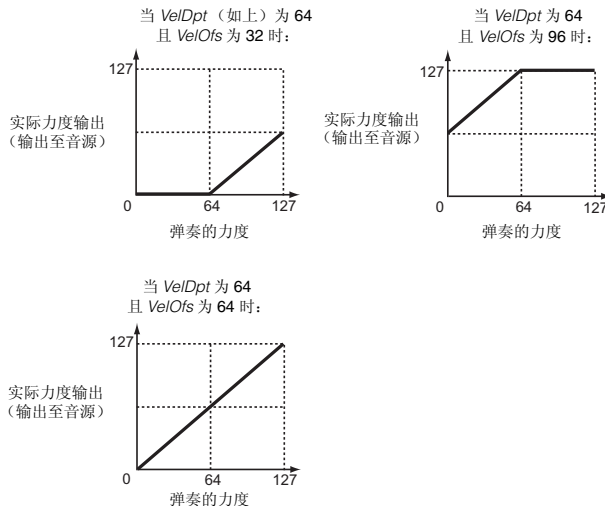 当 VelDpt（如上）为 64
且 VelOfs 为 32 时：
127
实际力度输出
（输出至音源）
0
64
127
弹奏的力度
当 VelDpt 为 64
且 VelOfs 为 96 时：
127
实际力度输出
（输出至音源）
0
64
127
弹奏的力度
当 VelDpt 为 64
且 VelOfs 为 64 时：
127
实际力度输出
（输出至音源）
0
64
127
弹奏的力度